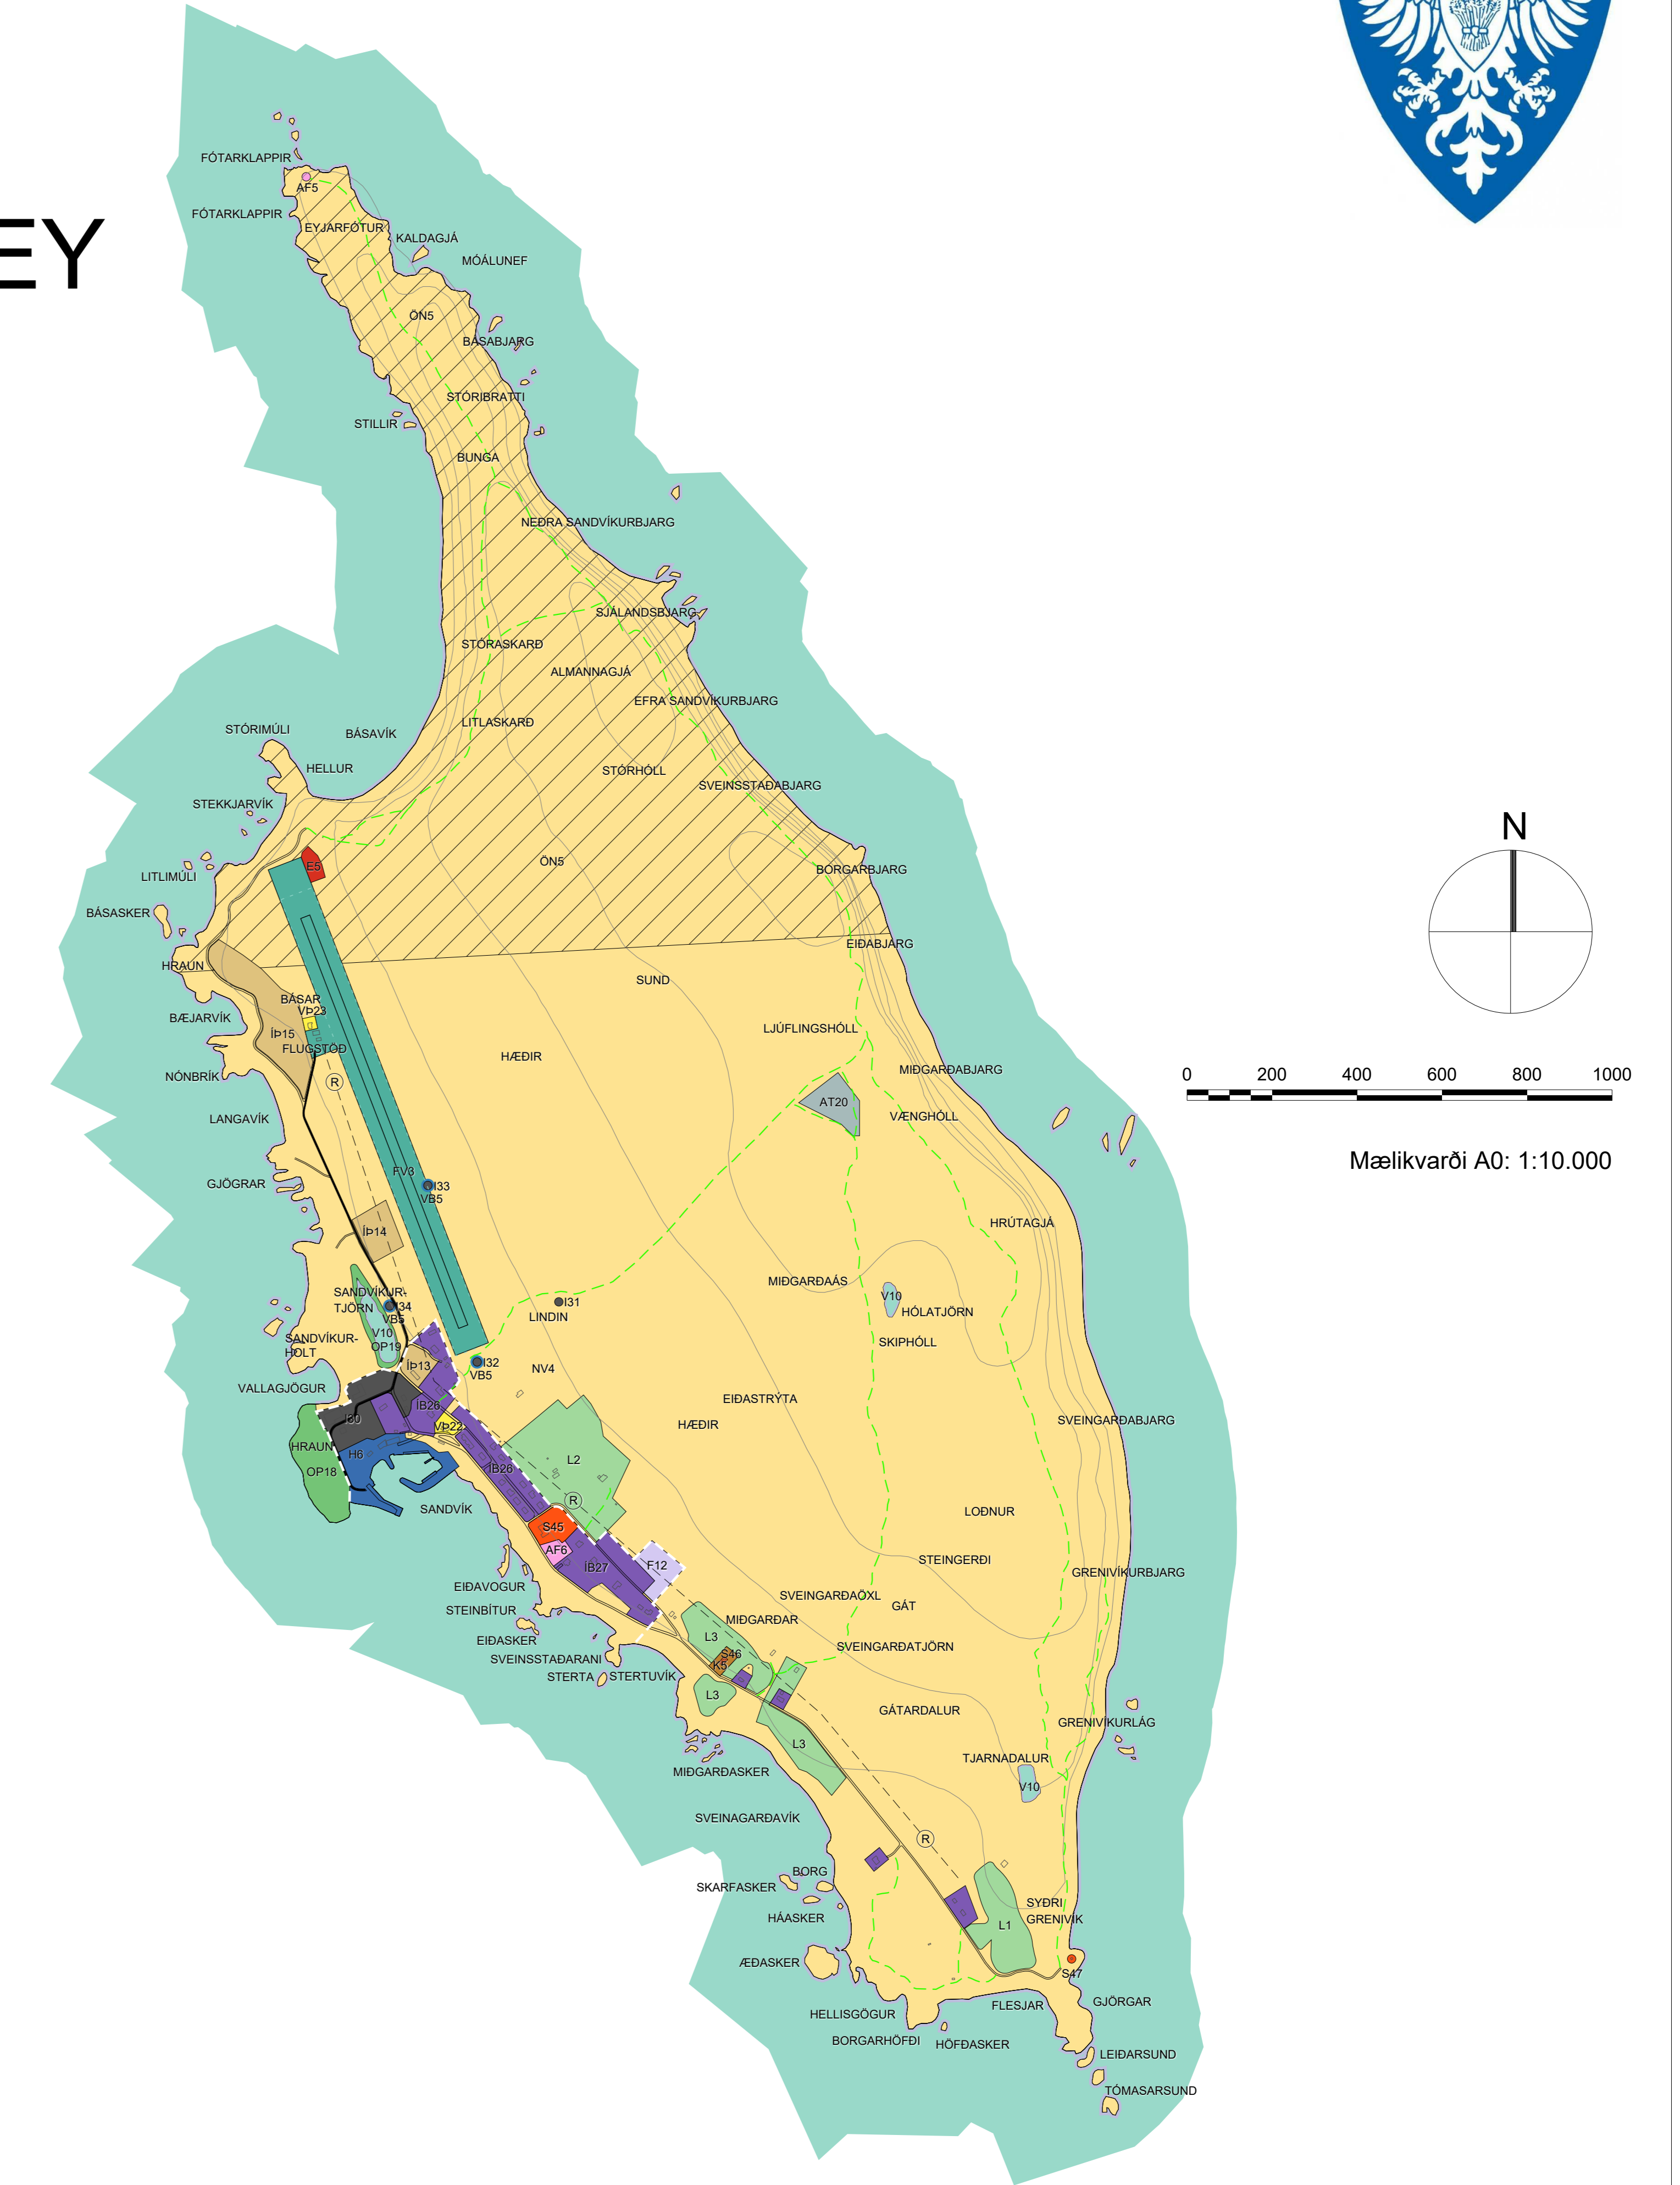 EY
FÓTARKLAPPIR
AF5
FÓTARKLAPPIR
EYJARFÓTUR
KALDAGJÁ
MÓÁLUNEF
ÖN5
BÁSABJARG
STÓRIBRATTI
STILLIR
BUNGA
NEÐRA SANDVÍKURBJARG
SJÁLANDSBJARG
STÓRASKARÐ
ALMANNAGJÁ
EFRA SANDVÍKURBJARG
LITLASKARÐ
STÓRIMÚLI
BÁSAVÍK
HELLUR
STÓRHÓLL
SVEINSSTAÐABJARG
STEKKJARVÍK
N
E5
ÖN5
BORGARBJARG
LITLIMÚLI
BÁSASKER
EIÐABJARG
HRAUN
SUND
BÁSAR
VÞ23
BÆJARVÍK
ÍÞ15
LJÚFLINGSHÓLL
FLUGSTÖÐ
HÆÐIR
MIÐGARÐABJARG
NÓNBRÍK
R
0 200 400 600 800 1000
AT20
VÆNGHÓLL
LANGAVÍK
Mælikvarði A0: 1:10.000
FV3
GJÖGRAR
I33
VB5
HRÚTAGJÁ
ÍÞ14
MIÐGARÐAÁS
SANDVÍKUR-
TJÖRN
I34
VB5
I31
LINDIN
V10
HÓLATJÖRN
V10
OP19
SANDVÍKUR-
HOLT
SKIPHÓLL
ÍÞ13
I32
VB5
NV4
VALLAGJÖGUR
EIÐASTRÝTA
ÍB26
I30
VÞ22
HÆÐIR
SVEINGARÐABJARG
HRAUN
H6
L2
OP18
ÍB26
R
SANDVÍK
LOÐNUR
S45
AF6
STEINGERÐI
F12
ÍB27
GRENIVÍKURBJARG
EIÐAVOGUR
SVEINGARÐAÖXL
GÁT
STEINBÍTUR
MIÐGARÐAR
L3
EIÐASKER
SVEINGARÐATJÖRN
S46
K5
SVEINSSTAÐARANI
STERTA
STERTUVÍK
L3
GÁTARDALUR
GRENIVÍKURLÁG
L3
TJARNADALUR
MIÐGARÐASKER
V10
SVEINAGARÐAVÍK
R
BORG
SKARFASKER
SYÐRI
GRENIVÍK
HÁASKER
L1
ÆÐASKER
S47
GJÖRGAR
FLESJAR
HELLISGÖGUR
BORGARHÖFÐI
HÖFÐASKER
LEIÐARSUND
TÓMASARSUND